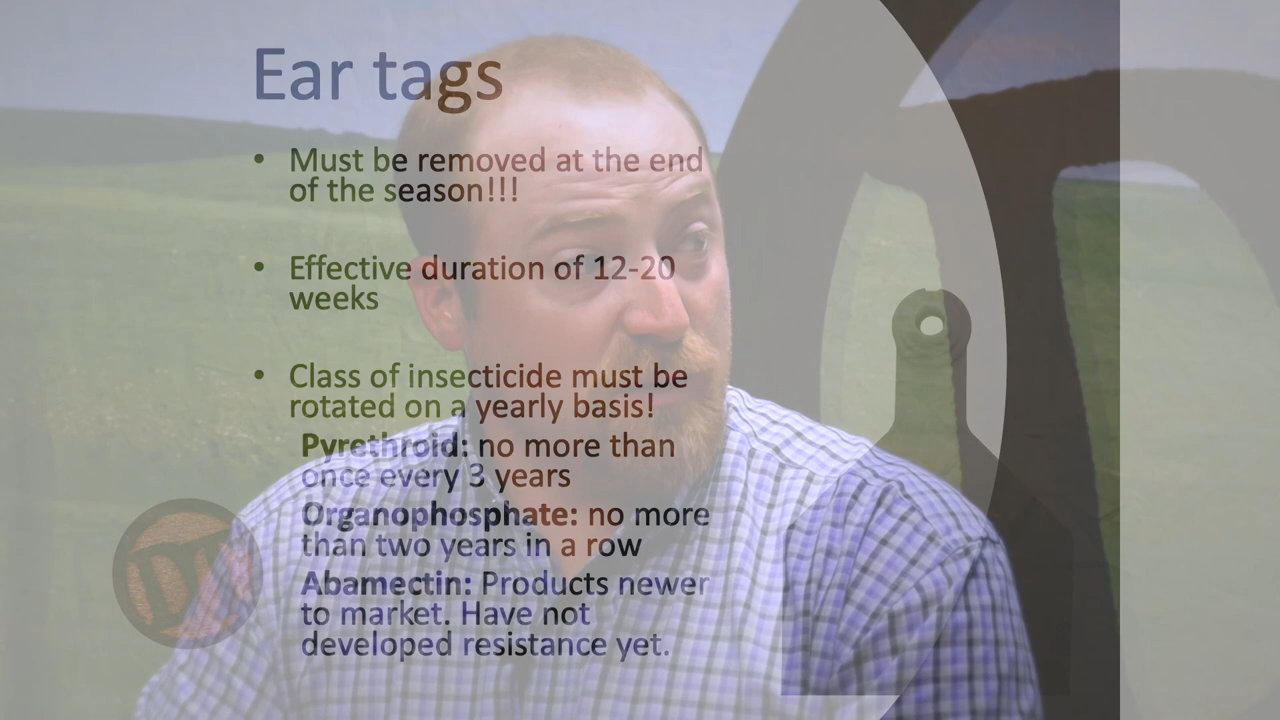 Ear tags
• Must be removed at the end
of the season!!!
• Effective duration of 12-20
weeks
• Class of insecticide must be
rotated on a yearly basis!
Pyrethroid: no more than
once every 3 years
Organophosphate: no more
than two years in a row
Abamectin: Products newer
to market. Have not
developed resistance yet.